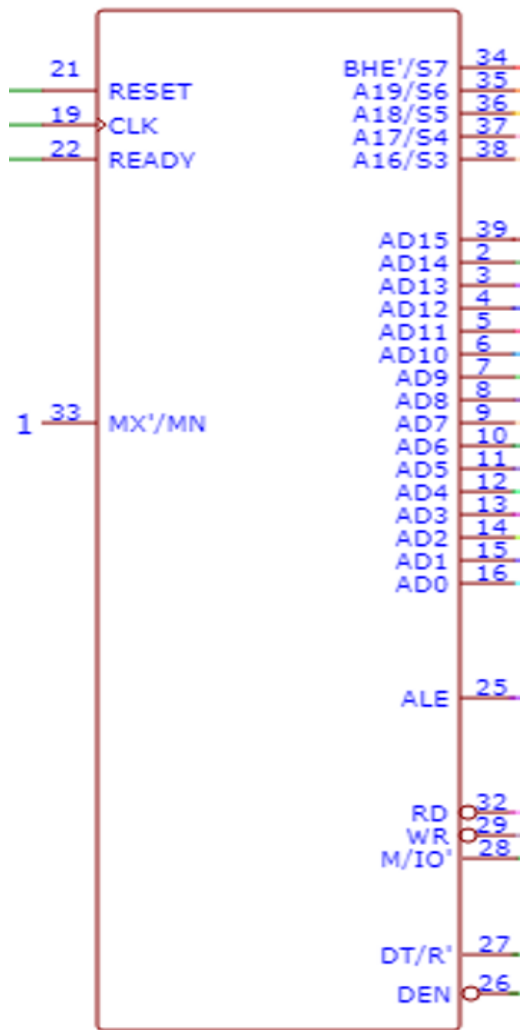 21 RESET
19 CLK
22 READY
1 33 MX'/MN
BHE'/S7 34
A19/S6 35
A18/S5 36
A17/S4 37
A16/S3 38
AD15 39
AD14 2
AD13 3
AD12 4
AD11 5
AD10 6
AD9 7
AD8 8
AD7 9
AD6 10
AD5 11
AD4 12
AD3 13
AD2 14
AD1 15
AD0 16
ALE 25
RD 32
WR 29
M/IO' 28
DT/R' 27
DEN 26